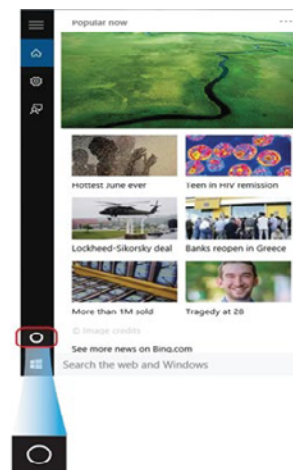 Popular now ...
Hottest June ever
Teen in HIV remission
Lockheed-Sikorsky deal
Banks reopen in Greece
More than 1M sold
Tragedy at 28
© Image credits
See more news on Bing.com
Search the web and Windows